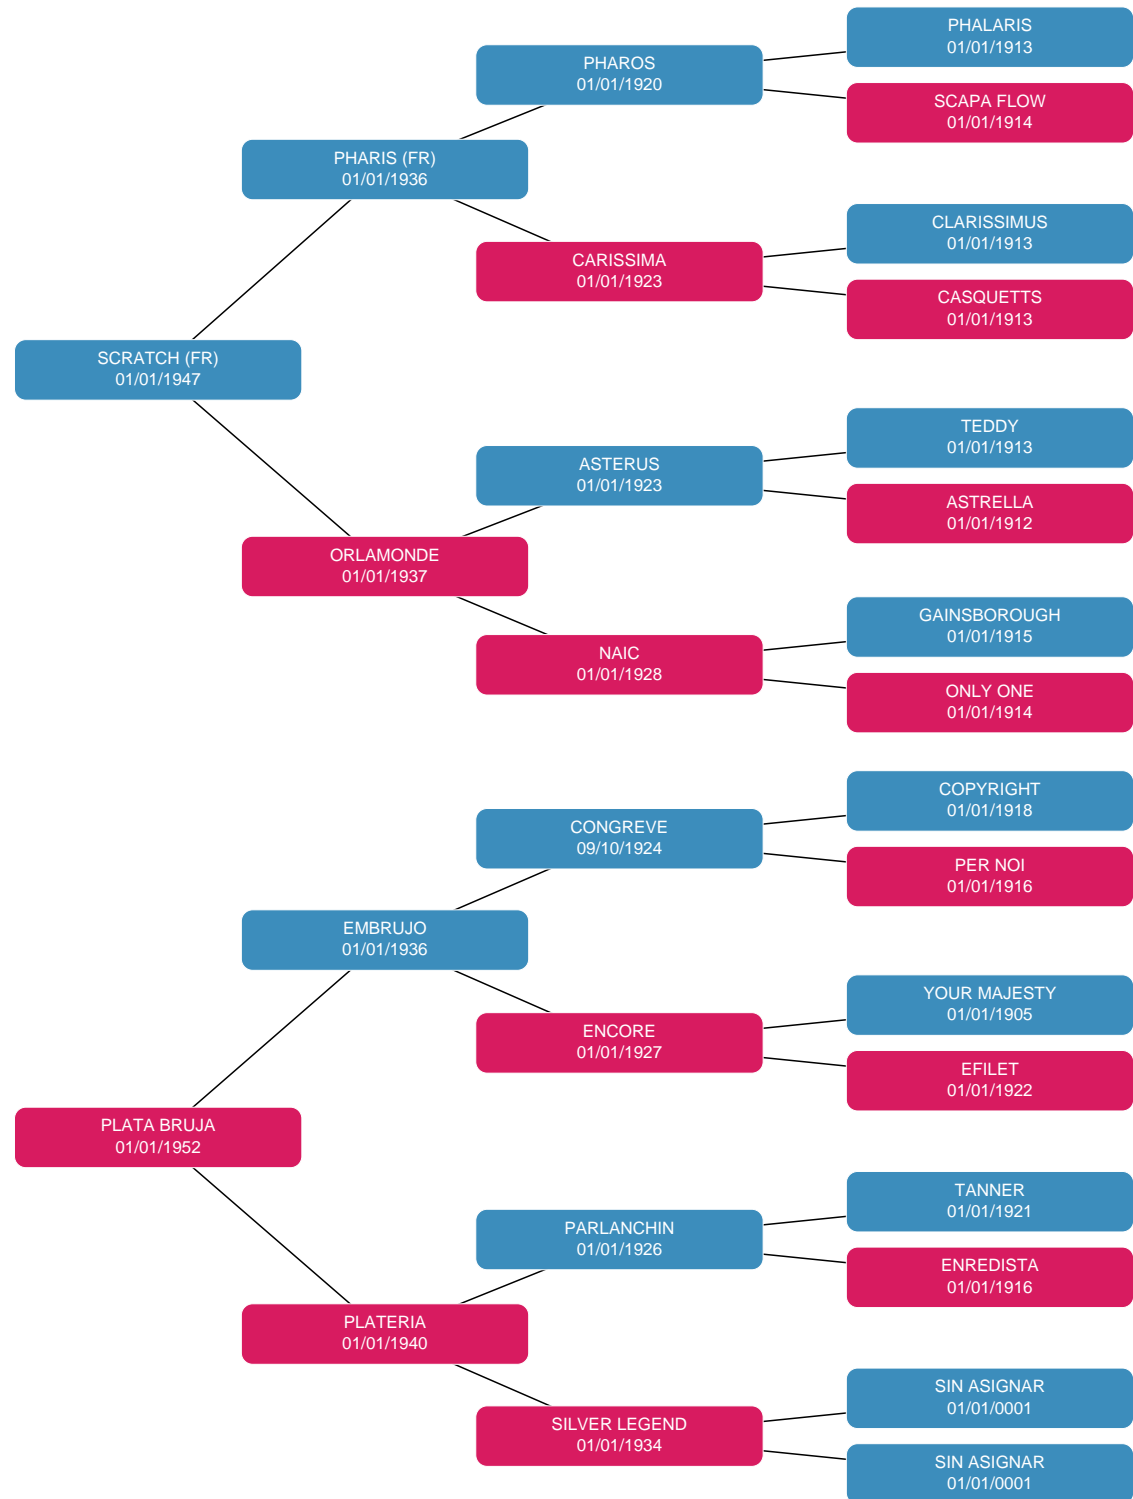 PHALARIS
01/01/1913
PHAROS
01/01/1920
SCAPA FLOW
01/01/1914
PHARIS (FR)
01/01/1936
CLARISSIMUS
01/01/1913
CARISSIMA
01/01/1923
CASQUETTS
01/01/1913
SCRATCH (FR)
01/01/1947
TEDDY
01/01/1913
ASTERUS
01/01/1923
ASTRELLA
01/01/1912
ORLAMONDE
01/01/1937
GAINSBOROUGH
01/01/1915
NAIC
01/01/1928
ONLY ONE
01/01/1914
COPYRIGHT
01/01/1918
CONGREVE
09/10/1924
PER NOI
01/01/1916
EMBRUJO
01/01/1936
YOUR MAJESTY
01/01/1905
ENCORE
01/01/1927
EFILET
01/01/1922
PLATA BRUJA
01/01/1952
TANNER
01/01/1921
PARLANCHIN
01/01/1926
ENREDISTA
01/01/1916
PLATERIA
01/01/1940
SIN ASIGNAR
01/01/0001
SILVER LEGEND
01/01/1934
SIN ASIGNAR
01/01/0001